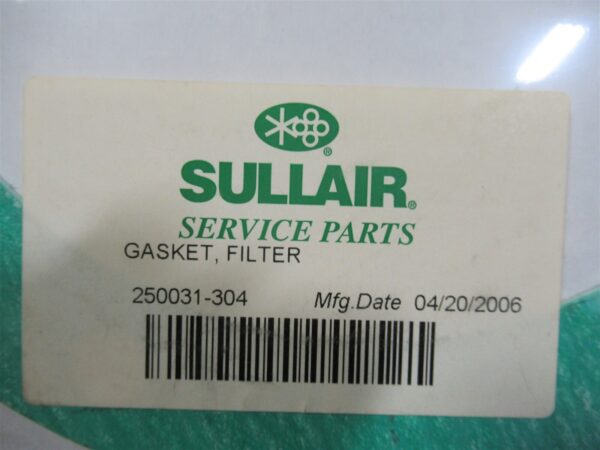 ®
SULLAIR®
SERVICE PARTS
GASKET, FILTER
250031-304 Mfg.Date 04/20/2006